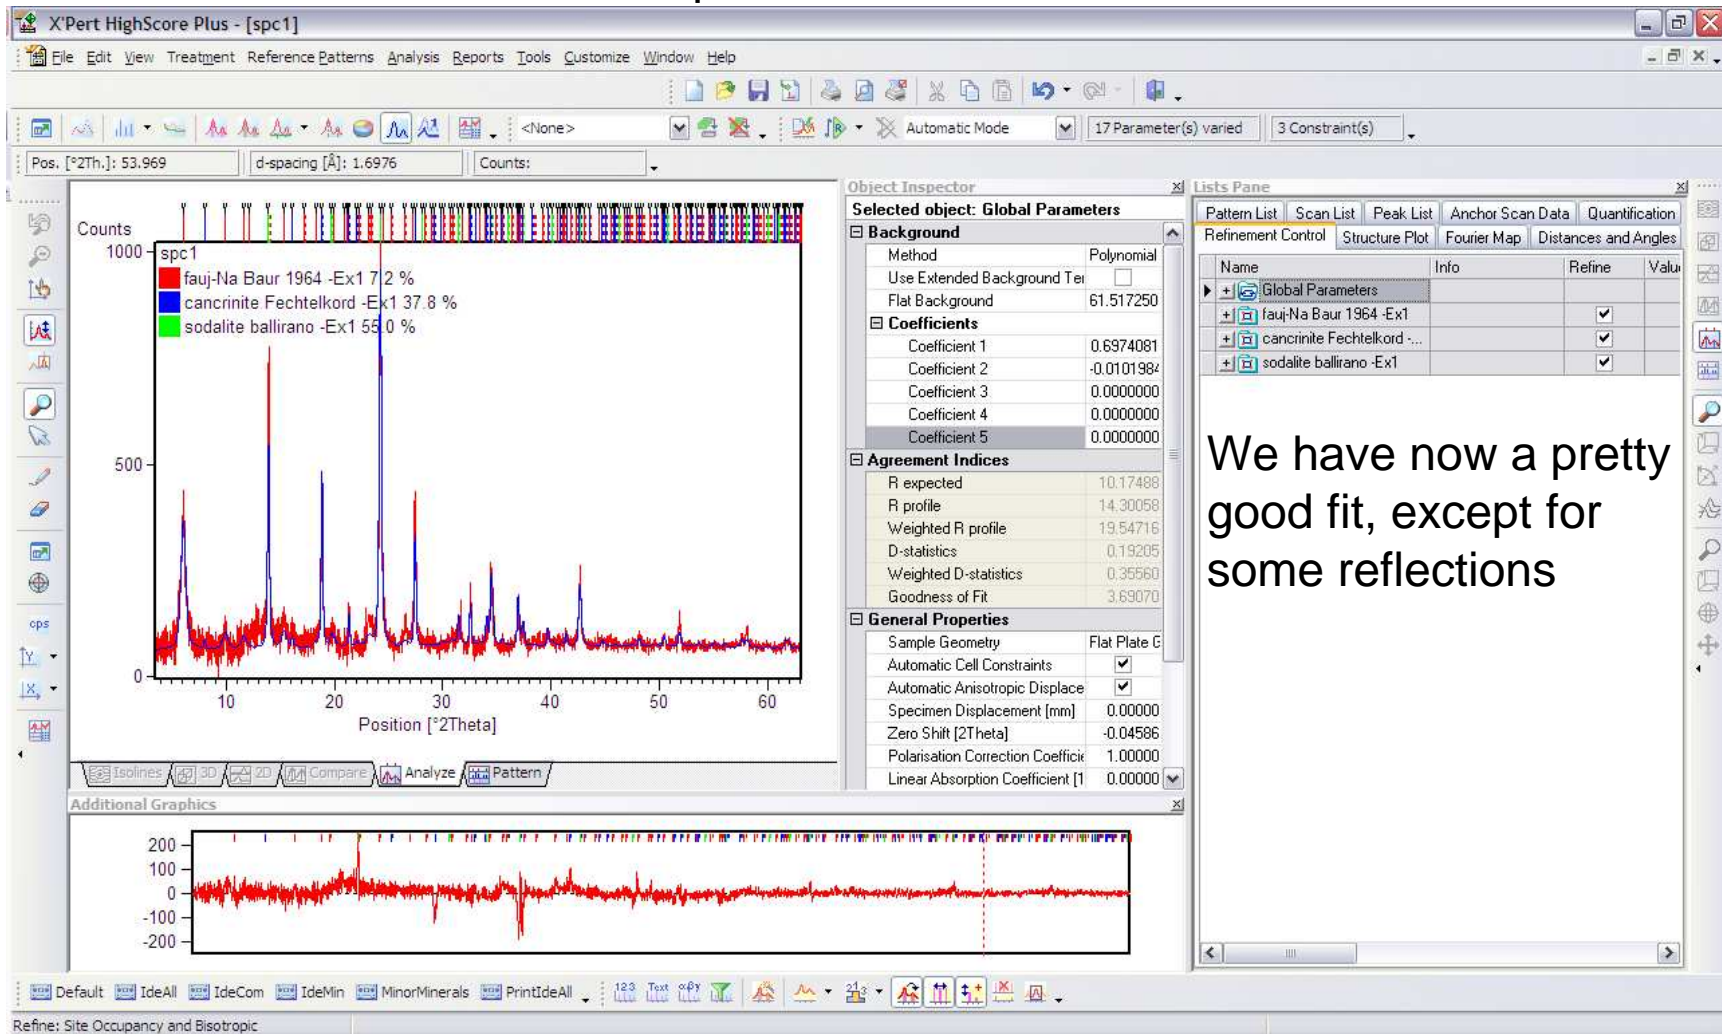 X'Pert HighScore Plus - [spc1]
File Edit View Treatment Reference Patterns Analysis Reports Tools Customize Window Help
<None>
Automatic Mode
17 Parameter(s) varied
3 Constraint(s)
Pos. [°2Th.]: 53.969
d-spacing [Å]: 1.6976
Counts:
cps
Counts
1000
500
0
spc1
fauj-Na Baur 1964 -Ex1 7.2 %
cancrinite Fechtelkord -Ex1 37.8 %
sodalite ballirano -Ex1 55.0 %
10 20 30 40 50 60
Position [°2Theta]
Isolines 3D 2D Compare Analyze Pattern
Object Inspector
Selected object: Global Parameters
Background
Method Polynomial
Use Extended Background Ter
Flat Background 61.517250
Coefficients
Coefficient 1 0.6974081
Coefficient 2 -0.0101984
Coefficient 3 0.0000000
Coefficient 4 0.0000000
Coefficient 5 0.0000000
Agreement Indices
R expected 10.17488
R profile 14.30058
Weighted R profile 19.54716
D-statistics 0.19205
Weighted D-statistics 0.35560
Goodness of Fit 3.69070
General Properties
Sample Geometry Flat Plate G
Automatic Cell Constraints
Automatic Anisotropic Displace
Specimen Displacement [mm] 0.00000
Zero Shift [2Theta] -0.04586
Polarisation Correction Coefficie 1.00000
Linear Absorption Coefficient [1 0.00000
Lists Pane
Pattern List Scan List Peak List Anchor Scan Data Quantification
Refinement Control Structure Plot Fourier Map Distances and Angles
Name Info Refine Valu
Global Parameters
fauj-Na Baur 1964 -Ex1
cancrinite Fechtelkord -...
sodalite ballirano -Ex1
We have now a pretty
good fit, except for
some reflections
Additional Graphics
200
100
0
-100
-200
Default IdeAll IdeCom IdeMin MinorMinerals PrintIdeAll
Refine: Site Occupancy and Bisotropic